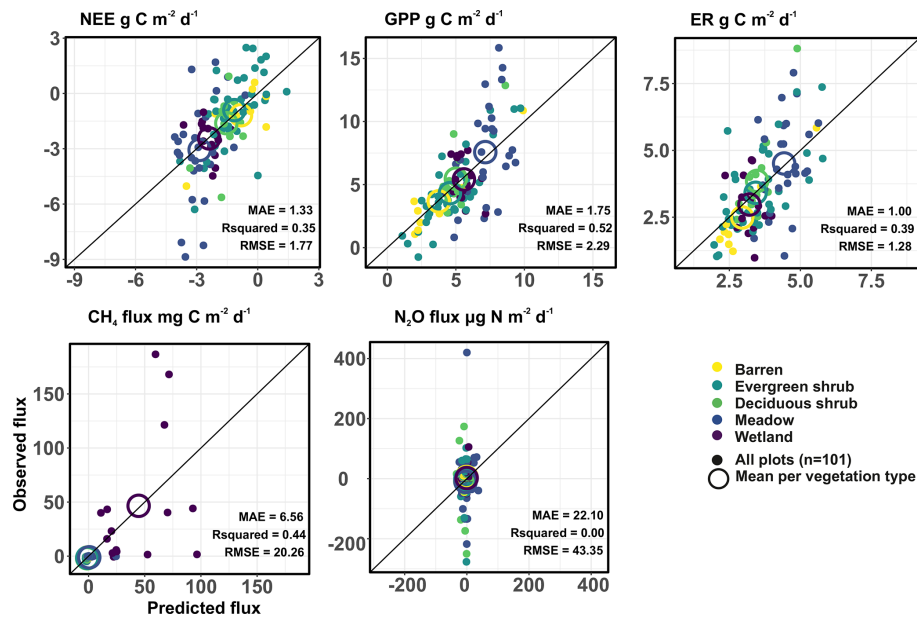 NEE g C m⁻² d⁻¹
3
0
-3
-6
-9
MAE = 1.33
Rsquared = 0.35
RMSE = 1.77
-9 -6 -3 0 3
GPP g C m⁻² d⁻¹
15
10
5
0
MAE = 1.75
Rsquared = 0.52
RMSE = 2.29
0 5 10 15
ER g C m⁻² d⁻¹
7.5
5.0
2.5
MAE = 1.00
Rsquared = 0.39
RMSE = 1.28
2.5 5.0 7.5
CH₄ flux mg C m⁻² d⁻¹
Observed flux
150
100
50
0
MAE = 6.56
Rsquared = 0.44
RMSE = 20.26
0 50 100 150
Predicted flux
N₂O flux µg N m⁻² d⁻¹
400
200
0
-200
MAE = 22.10
Rsquared = 0.00
RMSE = 43.35
-200 0 200 400
Barren
Evergreen shrub
Deciduous shrub
Meadow
Wetland
All plots (n=101)
Mean per vegetation type